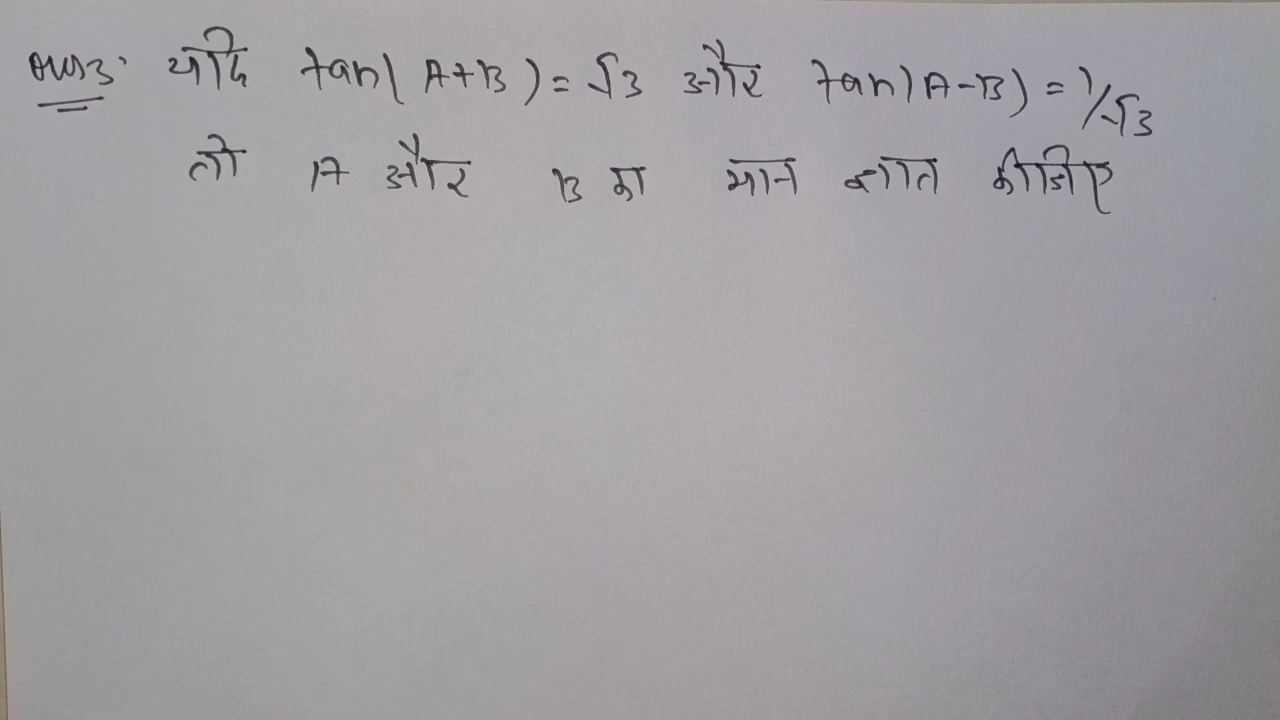 Ques: यदि tan(A+B) = √3 और tan(A-B) = 1/√3
तो A और B का मान ज्ञात कीजिए